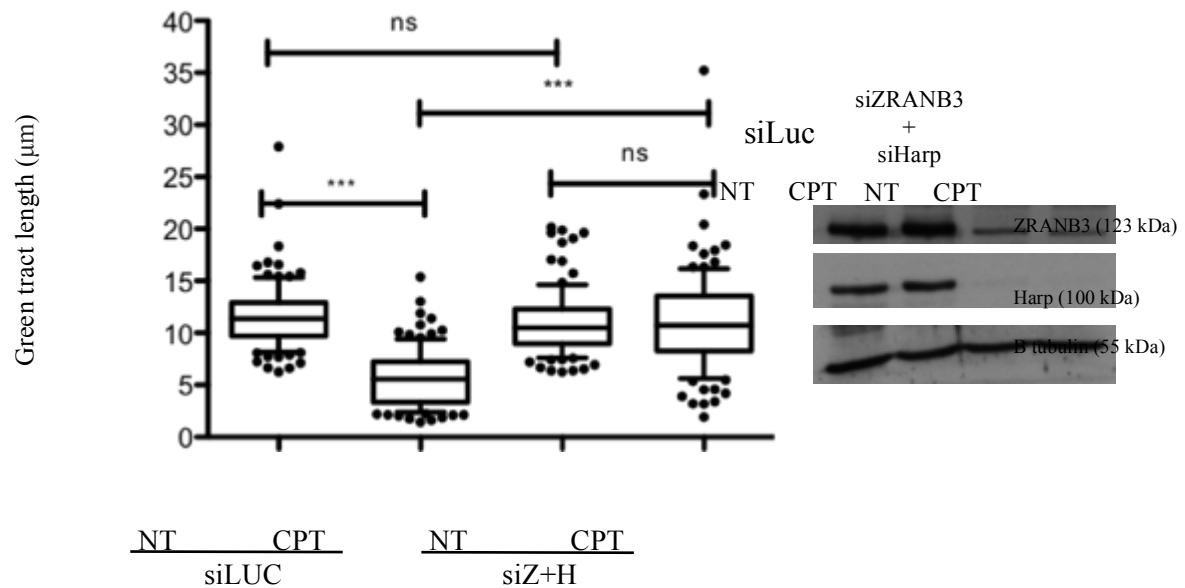 Green tract length (µm)
40
35
30
25
20
15
10
5
0
ns
***
***
ns
NT CPT NT CPT
siLUC siZ+H
siLuc
siZRANB3
+
siHarp
NT CPT NT CPT
ZRANB3 (123 kDa)
Harp (100 kDa)
B tubulin (55 kDa)